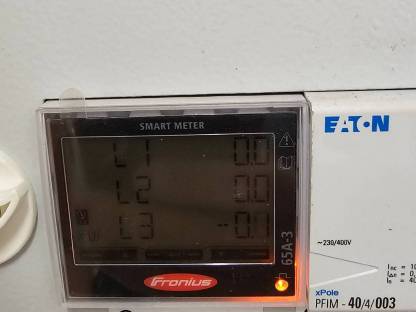 SMART METER
L1 0.0
L2 0.0
L3 -0.1
65A-3
Fronius
EATON
~230/400V
xPole
PFIM - 40/4/003